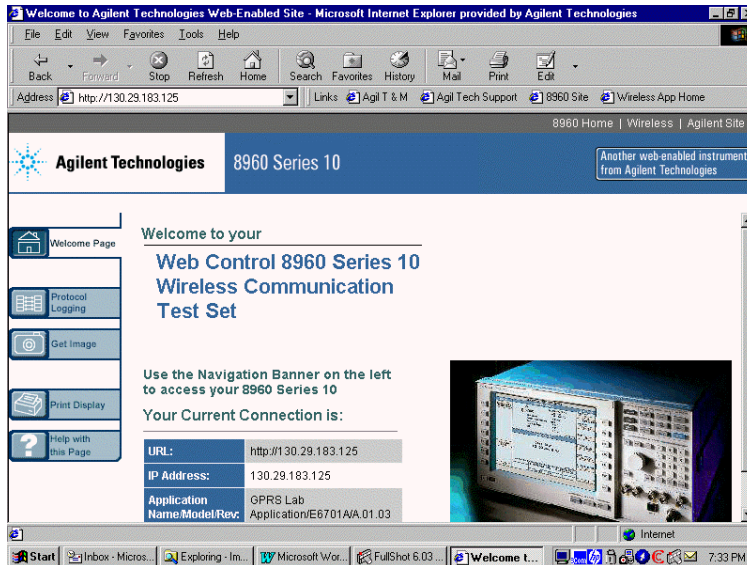 Welcome to Agilent Technologies Web-Enabled Site - Microsoft Internet Explorer provided by Agilent Technologies
File Edit View Favorites Tools Help
Back Forward Stop Refresh Home Search Favorites History Mail Print Edit
Address http://130.29.183.125 Links Agil T & M Agil Tech Support 8960 Site Wireless App Home
8960 Home | Wireless | Agilent Site
Agilent Technologies 8960 Series 10
Another web-enabled instrument
from Agilent Technologies
Welcome Page
Protocol
Logging
Get Image
Print Display
Help with
this Page
Welcome to your
Web Control 8960 Series 10
Wireless Communication
Test Set
Use the Navigation Banner on the left
to access your 8960 Series 10
Your Current Connection is:
URL: http://130.29.183.125
IP Address: 130.29.183.125
Application GPRS Lab
Name/Model/Rev: Application/E6701A/A.01.03
Internet
Start Inbox - Micros... Exploring - Im... Microsoft Wor... FullShot 6.03 ... Welcome t... 7:33 PM